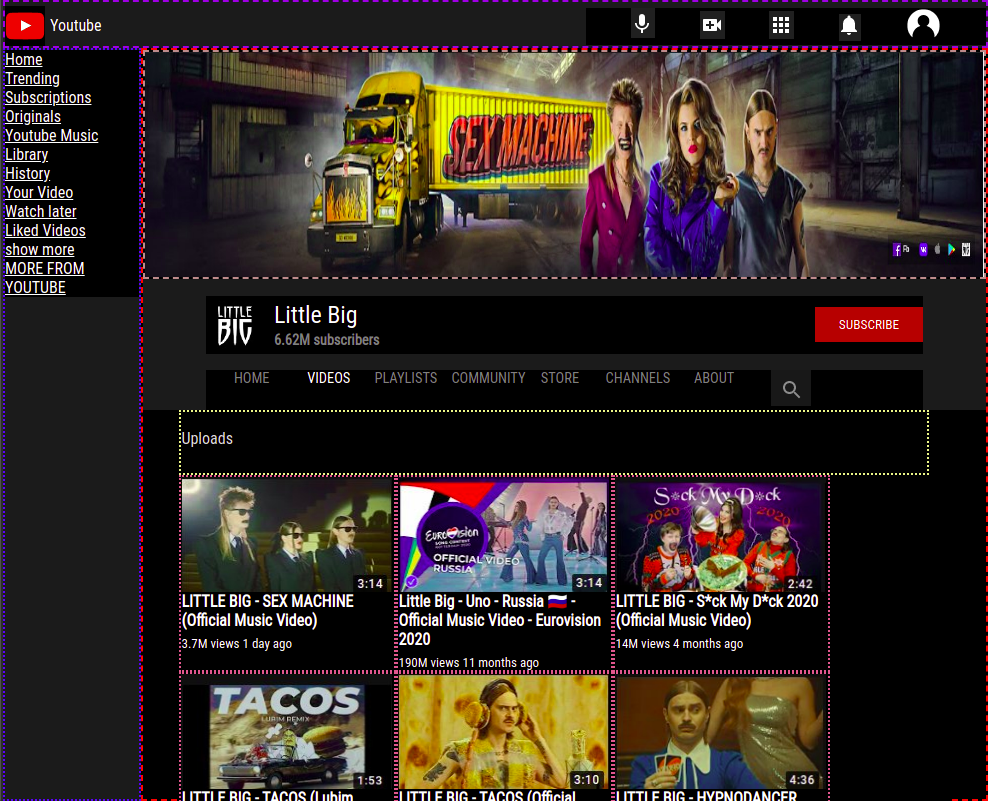 Youtube
Home
Trending
Subscriptions
Originals
Youtube Music
Library
History
Your Video
Watch later
Liked Videos
show more
MORE FROM
YOUTUBE
SEX MACHINE
LITTLE
BIG
Little Big
6.62M subscribers
SUBSCRIBE
HOME VIDEOS PLAYLISTS COMMUNITY STORE CHANNELS ABOUT
Uploads
3:14
LITTLE BIG - SEX MACHINE
(Official Music Video)
3.7M views 1 day ago
EUROVISION
SONG CONTEST
OFFICIAL VIDEO
RUSSIA
3:14
Little Big - Uno - Russia 🇷🇺 -
Official Music Video - Eurovision
2020
190M views 11 months ago
S*ck My D*ck
2020 2020
2:42
LITTLE BIG - S*ck My D*ck 2020
(Official Music Video)
14M views 4 months ago
TACOS
LUBIM REMIX
1:53
LITTLE BIG - TACOS (Lubim
3:10
LITTLE BIG - TACOS (Official
4:36
LITTLE BIG - HYPNODANCER